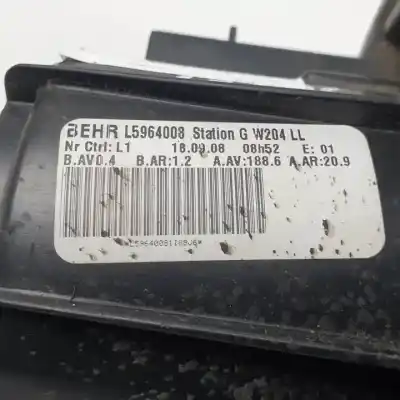 BEHR L5964008 Station G W204 LL
Nr Ctrl: L1 18.09.08 08h52 E: 01
B.AV0.4 B.AR:1.2 A.AV:188.6 A.AR:20.9